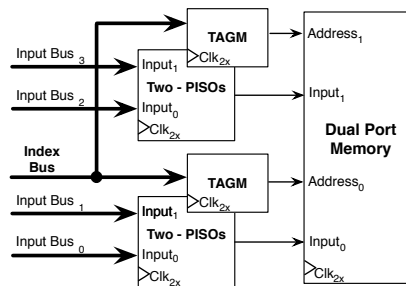 TAGM
Clk2x
Address1
Input Bus 3
Input1
Two - PISOs
Input Bus 2
Input0
Clk2x
Input1
Dual Port
Memory
Index
Bus
TAGM
Clk2x
Address0
Input Bus 1
Input1
Two - PISOs
Input Bus 0
Input0
Clk2x
Input0
Clk2x